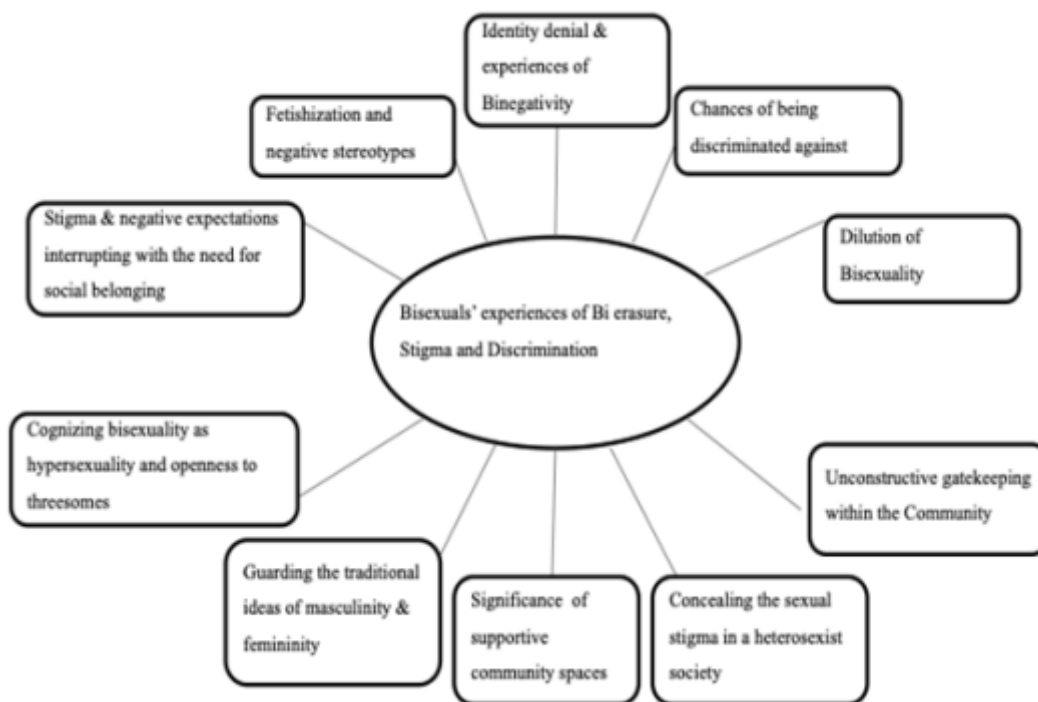 Identity denial &
experiences of
Binegativity
Fetishization and
negative stereotypes
Chances of being
discriminated against
Stigma & negative expectations
interrupting with the need for
social belonging
Dilution of
Bisexuality
Bisexuals’ experiences of Bi erasure,
Stigma and Discrimination
Cognizing bisexuality as
hypersexuality and openness to
threesomes
Unconstructive gatekeeping
within the Community
Guarding the traditional
ideas of masculinity &
femininity
Significance of
supportive
community spaces
Concealing the sexual
stigma in a heterosexist
society